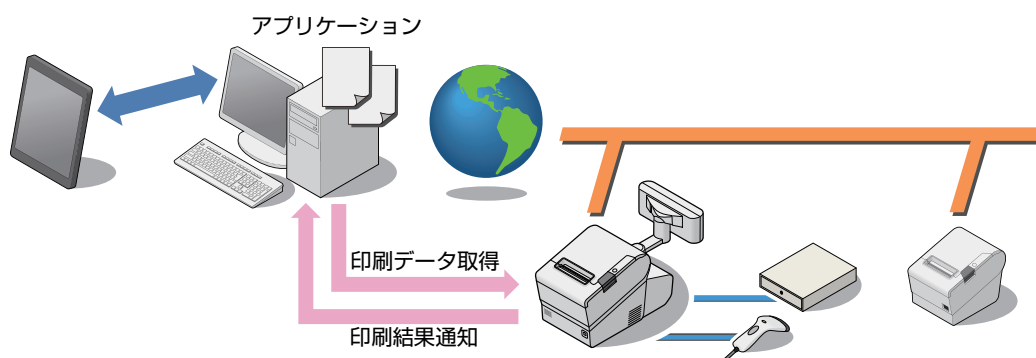 アプリケーション
印刷データ取得
印刷結果通知